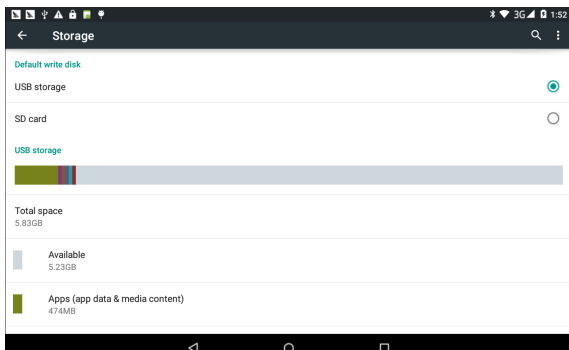 3G 1:52
Storage
Default write disk
USB storage
SD card
USB storage
Total space
5.83GB
Available
5.23GB
Apps (app data & media content)
474MB